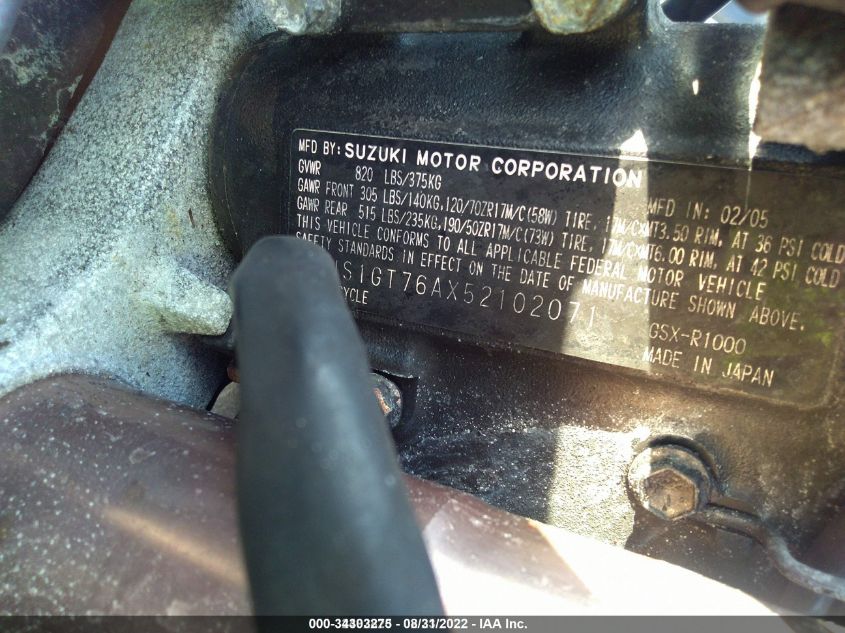 MFD BY: SUZUKI MOTOR CORPORATION
MFD IN: 02/05
GVWR 820 LBS/375KG
GAWR FRONT 305 LBS/140KG,120/70ZR17M/C(58W) TIRE, 17M/CXMT3.50 RIM, AT 36 PSI COLD
GAWR REAR 515 LBS/235KG,190/50ZR17M/C(73W) TIRE, 17M/CXMT6.00 RIM, AT 42 PSI COLD
THIS VEHICLE CONFORMS TO ALL APPLICABLE FEDERAL MOTOR VEHICLE
SAFETY STANDARDS IN EFFECT ON THE DATE OF MANUFACTURE SHOWN ABOVE.
S1GT76AX52102071
GSX-R1000
CYCLE
MADE IN JAPAN
08/31/2022 - IAA Inc.